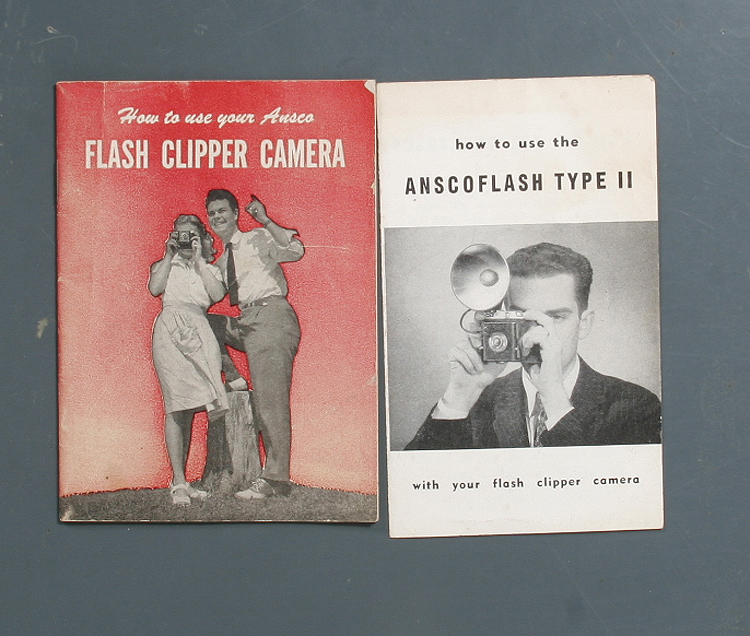 How to use your Ansco
FLASH CLIPPER CAMERA
how to use the
ANSCOFLASH TYPE II
with your flash clipper camera